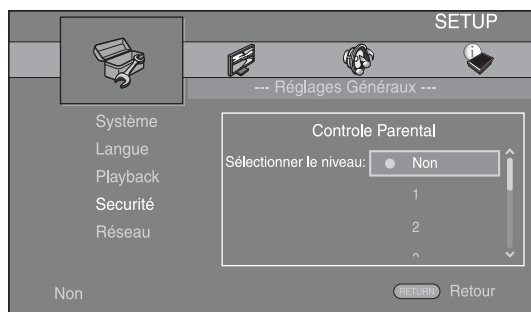 SETUP
--- Réglages Généraux ---
Système
Langue
Playback
Securité
Réseau
Controle Parental
Sélectionner le niveau: Non
1
2
Non
RETURN Retour